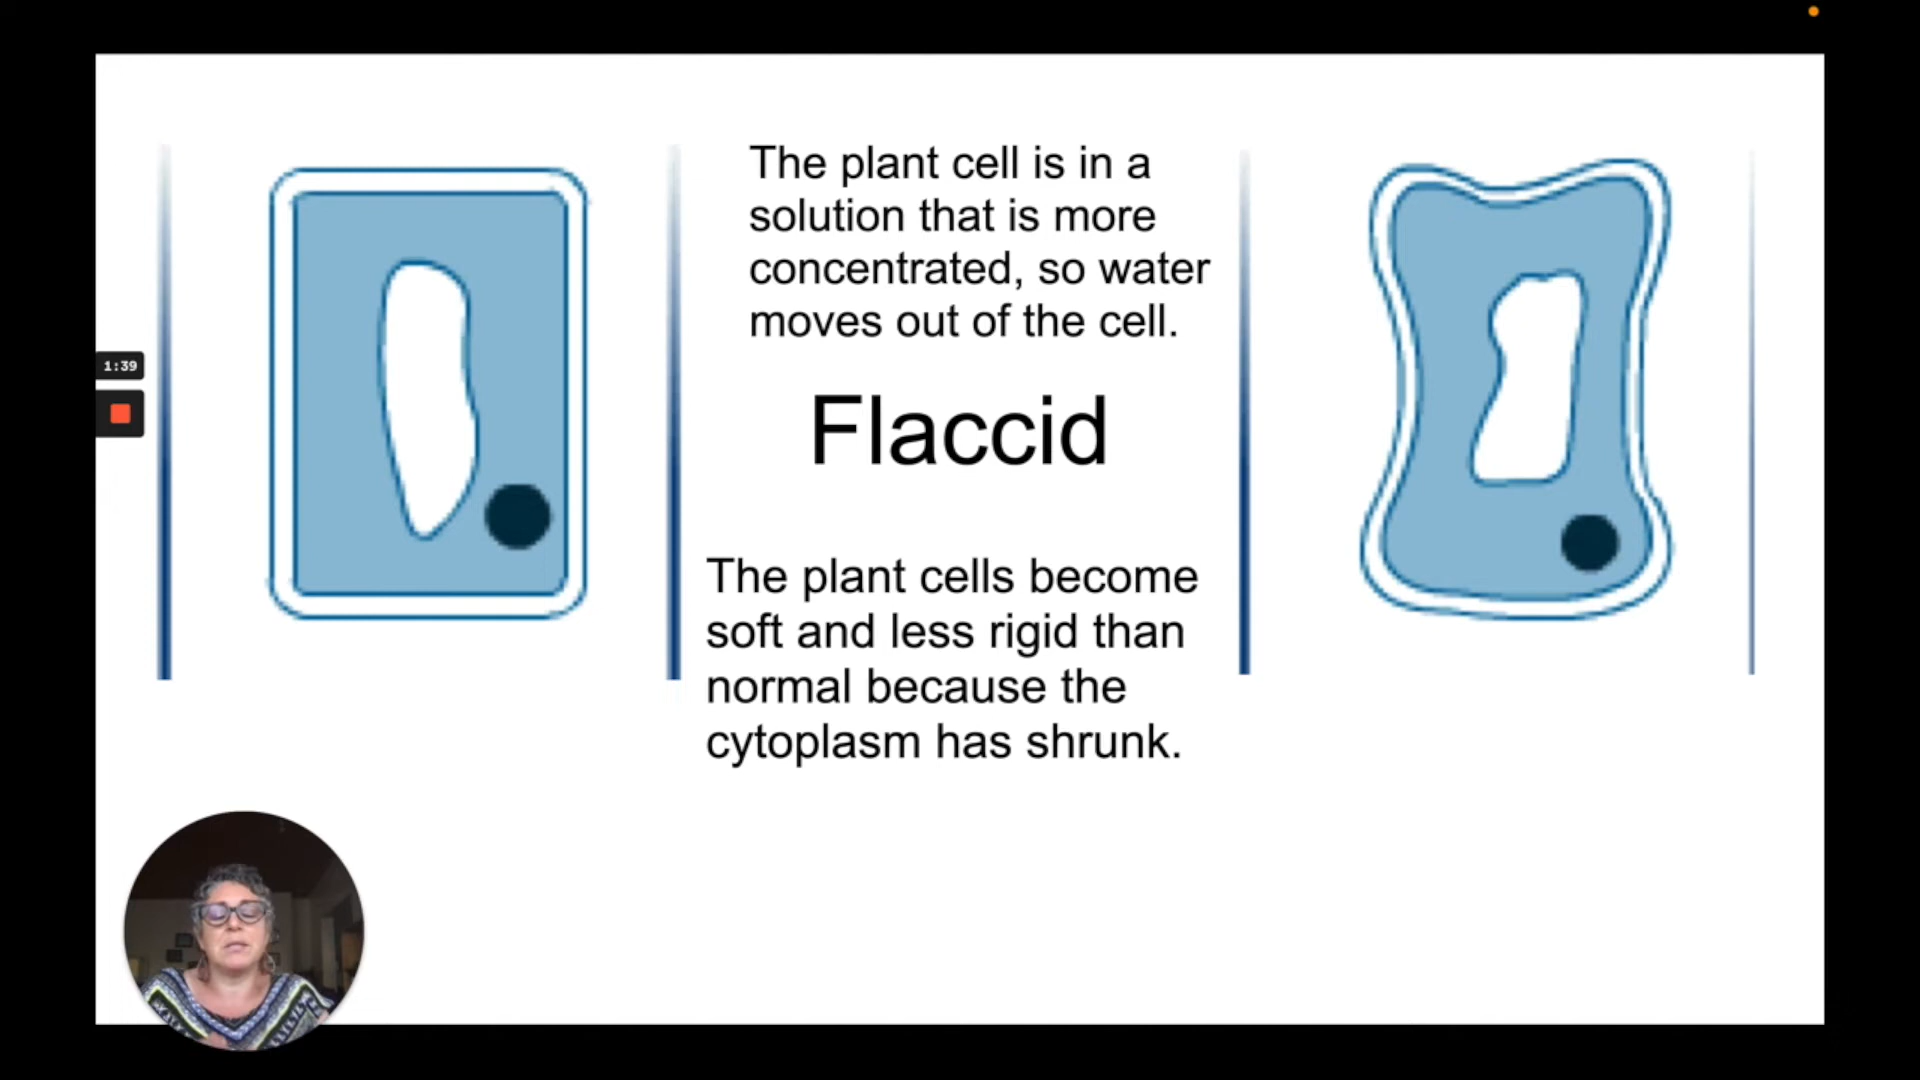 The plant cell is in a
solution that is more
concentrated, so water
moves out of the cell.
1:39
Flaccid
The plant cells become
soft and less rigid than
normal because the
cytoplasm has shrunk.